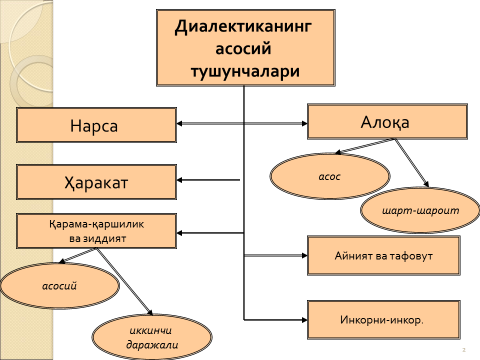 Диалектиканинг
асосий
тушунчалари
Нарса
Алоқа
асос
шарт-шароит
Ҳаракат
Қарама-қаршилик
ва зиддият
асосий
иккинчи
даражали
Айният ва тафовут
Инкорни-инкор.
2